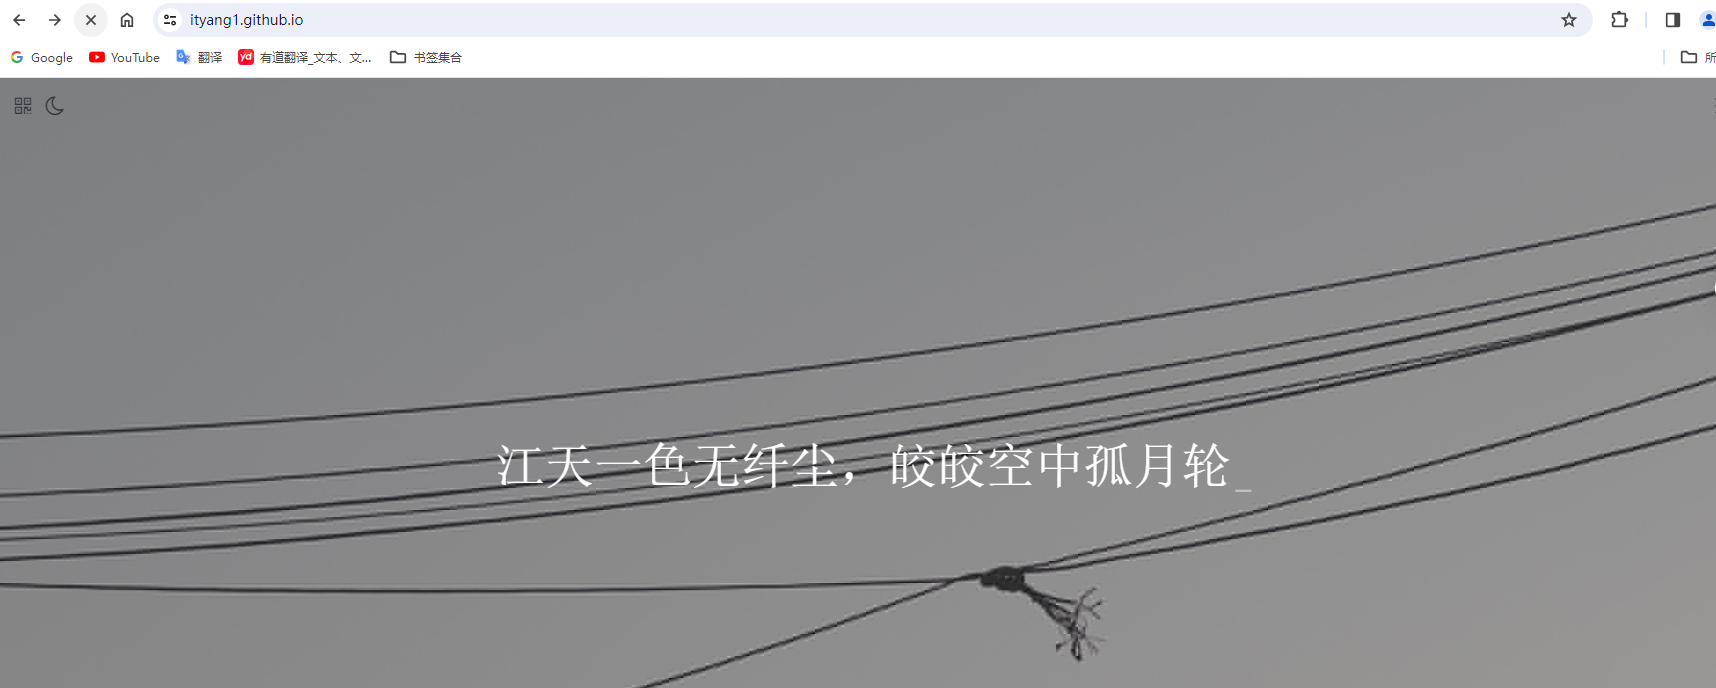 ityang1.github.io
Google YouTube 翻译 yd 有道翻译_文本、文... 书签集合 所
江天一色无纤尘，皎皎空中孤月轮_